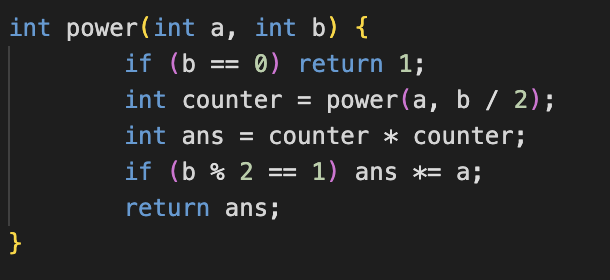 int power(int a, int b) {
        if (b == 0) return 1;
        int counter = power(a, b / 2);
        int ans = counter * counter;
        if (b % 2 == 1) ans *= a;
        return ans;
}